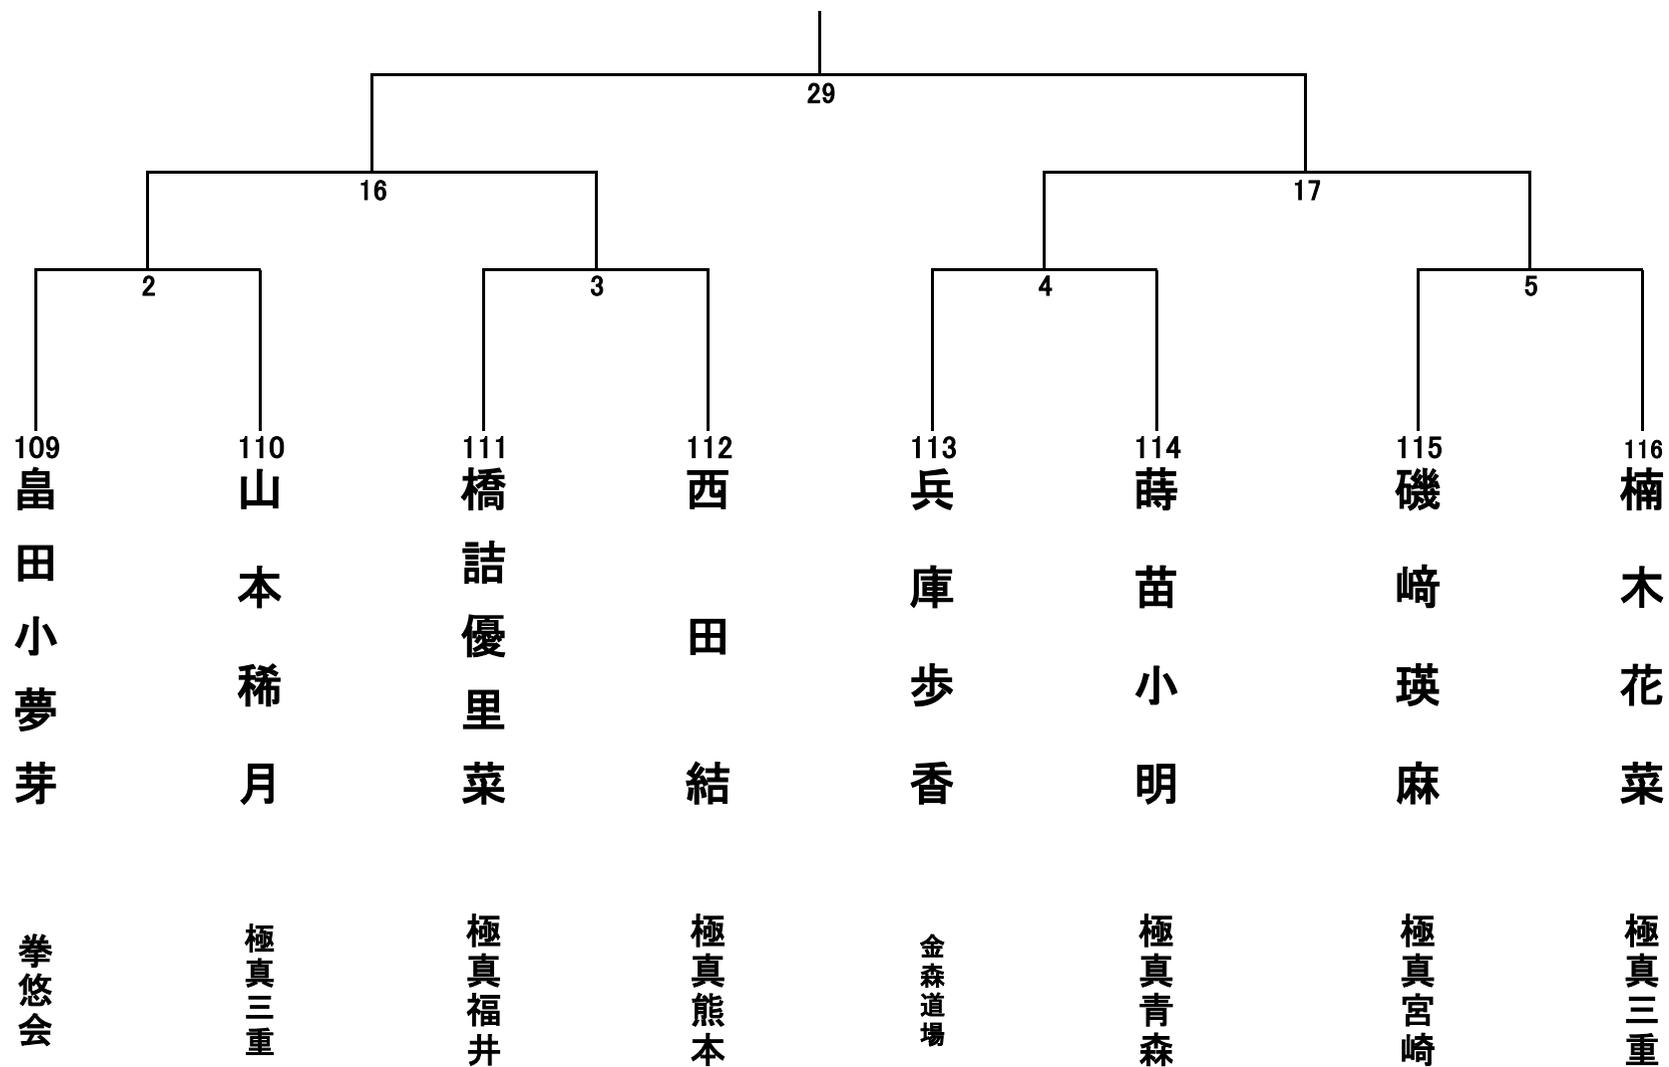 29
16
17
2
3
4
5
109
畠田小夢芽
拳悠会
110
山本稀月
極真三重
111
橋詰優里菜
極真福井
112
西田結
極真熊本
113
兵庫歩香
金森道場
114
蒔苗小明
極真青森
115
磯﨑瑛麻
極真宮崎
116
楠木花菜
極真三重